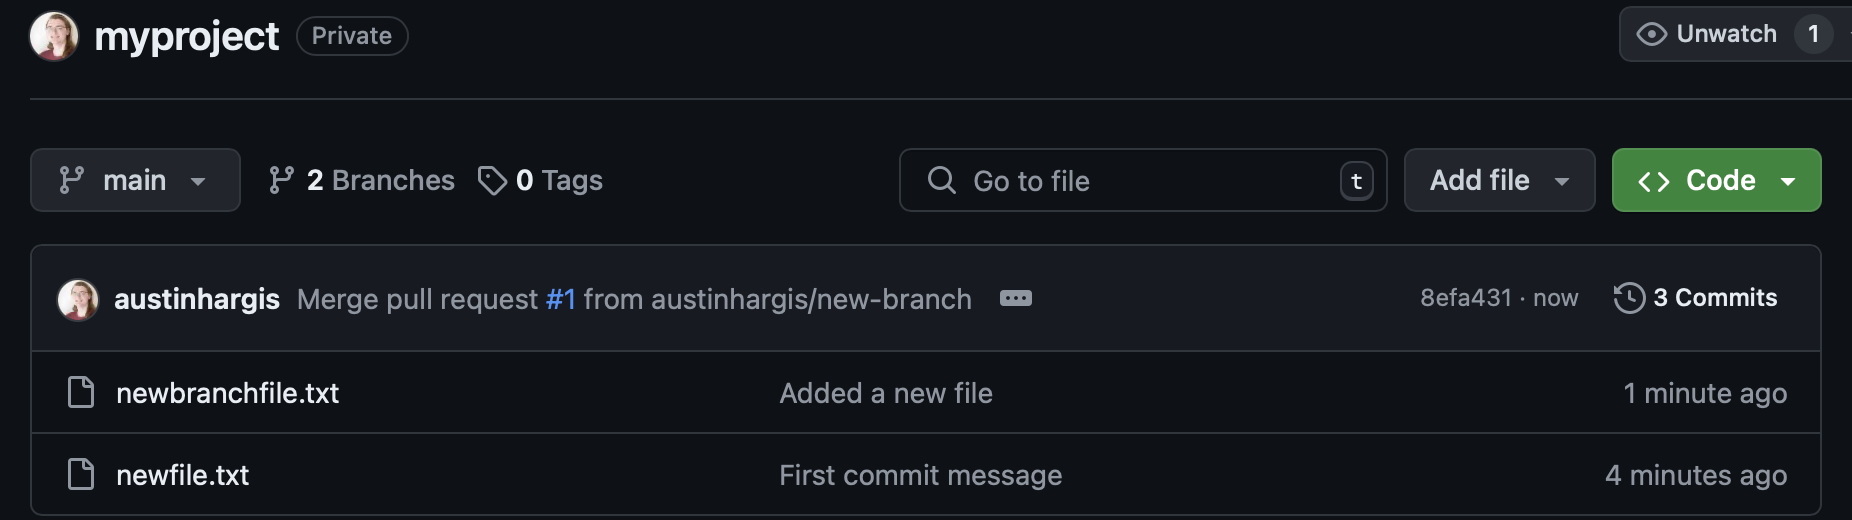 myproject Private Unwatch 1
main 2 Branches 0 Tags Go to file t Add file Code
austinhargis Merge pull request #1 from austinhargis/new-branch 8efa431 · now 3 Commits
newbranchfile.txt Added a new file 1 minute ago
newfile.txt First commit message 4 minutes ago